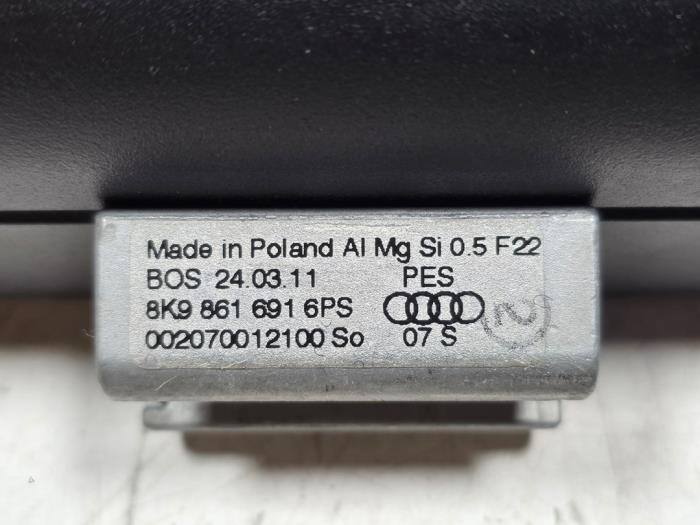 Made in Poland Al Mg Si 0.5 F22
BOS 24.03.11 PES
8K9 861 691 6PS
002070012100 So 07 S
2